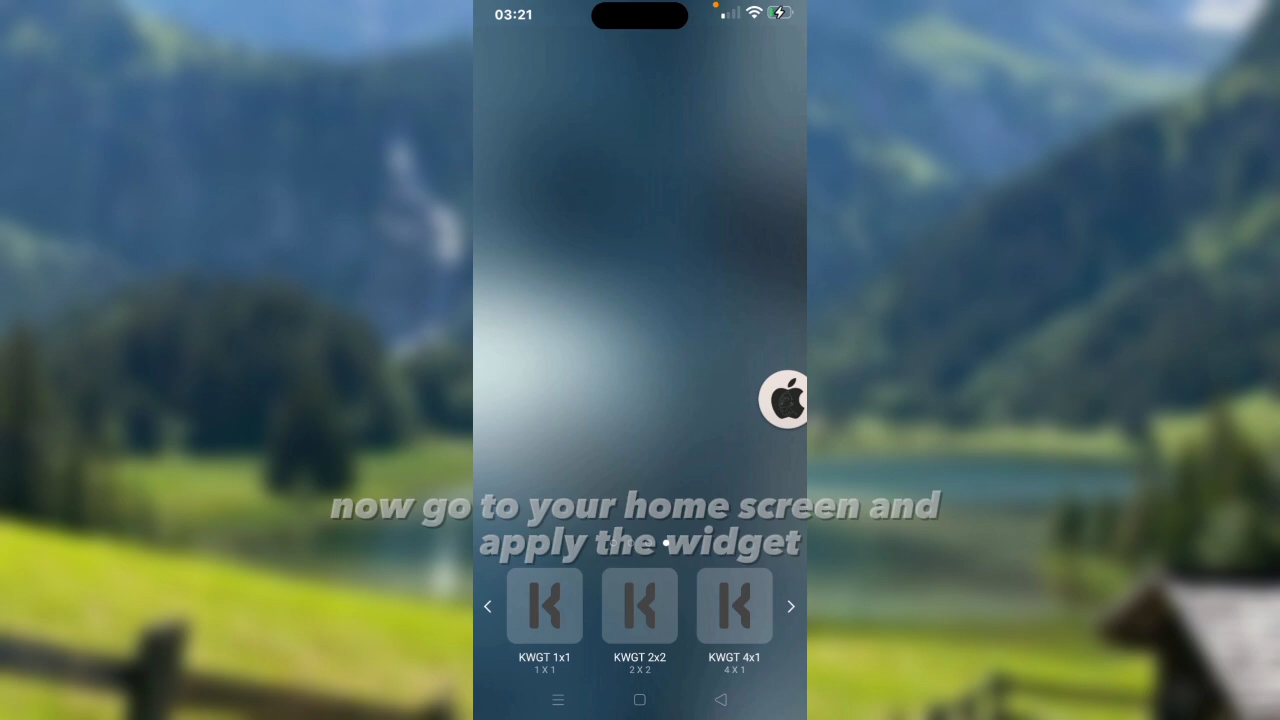 03:21
now go to your home screen and
apply the widget
KWGT 1x1
KWGT 2x2
KWGT 4x1
1 X 1
2 X 2
4 X 1